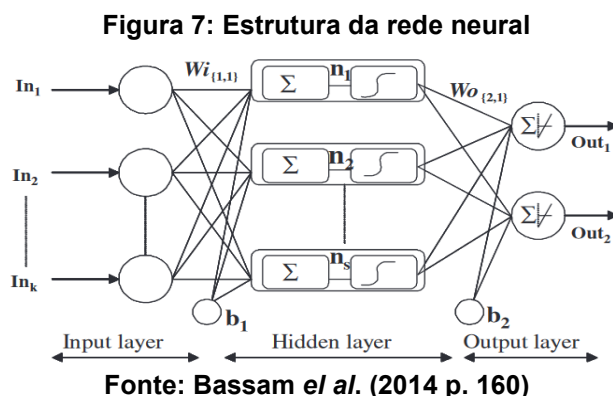 Figura 7: Estrutura da rede neural
In1 Wi{1,1} Σ n1 Wo{2,1}
Σ Out1
In2 Σ n2
Σ Out2
Ink Σ ns
b1 b2
Input layer Hidden layer Output layer
Fonte: Bassam el al. (2014 p. 160)